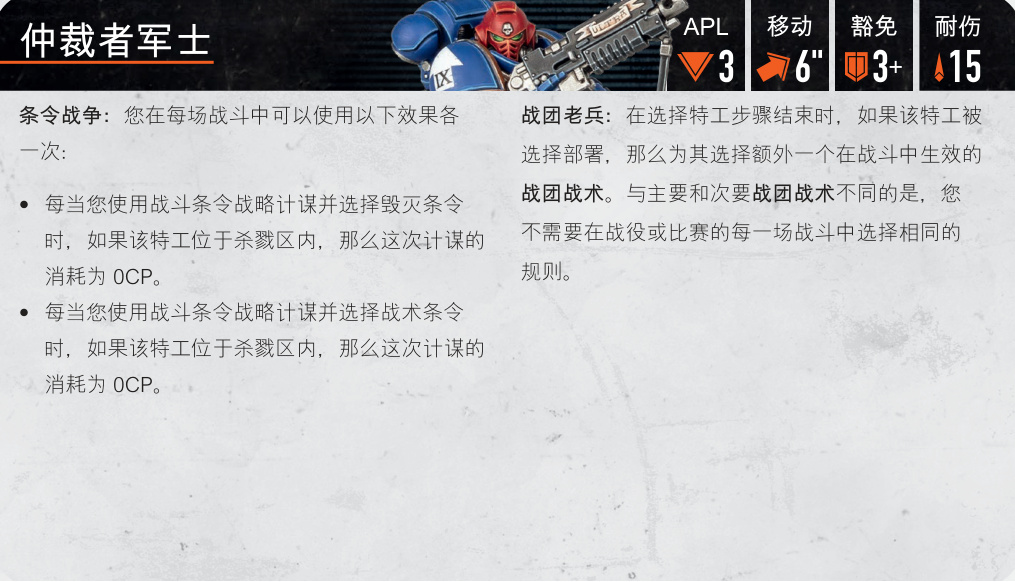 仲裁者军士
APL
3
移动
6"
豁免
3+
耐伤
15
IX
条令战争：您在每场战斗中可以使用以下效果各
一次:
• 每当您使用战斗条令战略计谋并选择毁灭条令
时，如果该特工位于杀戮区内，那么这次计谋的
消耗为 0CP。
• 每当您使用战斗条令战略计谋并选择战术条令
时，如果该特工位于杀戮区内，那么这次计谋的
消耗为 0CP。
战团老兵：在选择特工步骤结束时，如果该特工被
选择部署，那么为其选择额外一个在战斗中生效的
战团战术。与主要和次要战团战术不同的是，您
不需要在战役或比赛的每一场战斗中选择相同的
规则。